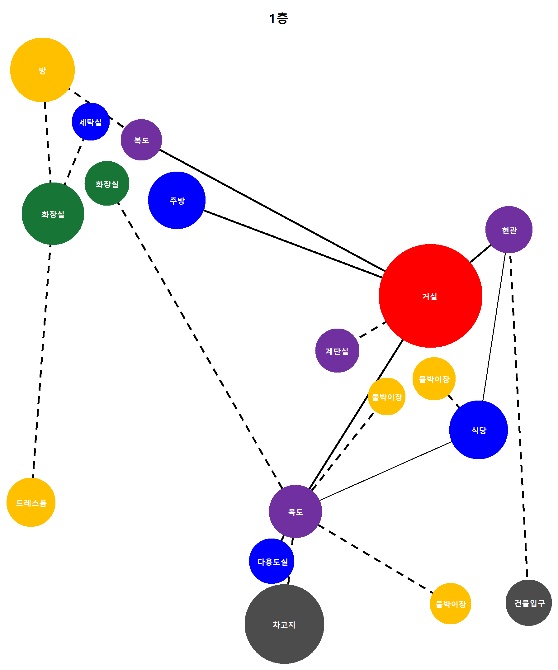 1층
방
세탁실
복도
화장실
화장실
주방
현관
거실
계단실
붙박이장
붙박이장
식당
드레스룸
복도
다용도실
차고지
붙박이장
건물입구